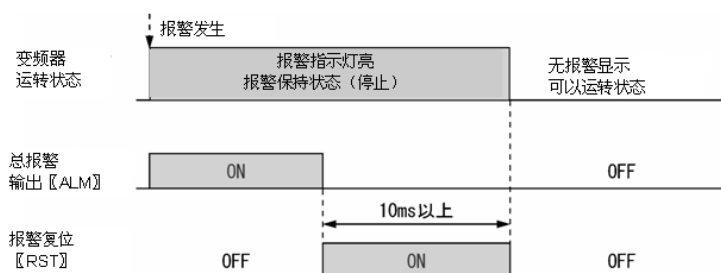 报警发生
变频器
运转状态
报警指示灯亮
报警保持状态（停止）
无报警显示
可以运转状态
总报警
输出〖ALM〗
ON
OFF
10ms以上
报警复位
〖RST〗
OFF
ON
OFF